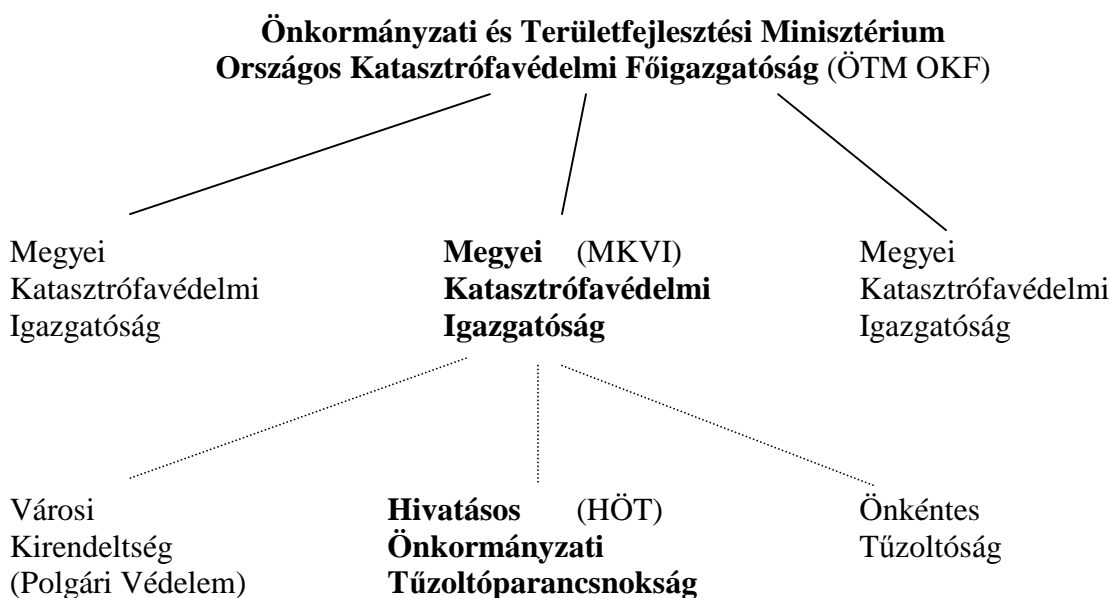 Önkormányzati és Területfejlesztési Minisztérium
Országos Katasztrófavédelmi Főigazgatóság (ÖTM OKF)
Megyei
Katasztrófavédelmi
Igazgatóság
Megyei (MKVI)
Katasztrófavédelmi
Igazgatóság
Megyei
Katasztrófavédelmi
Igazgatóság
Városi
Kirendeltség
(Polgári Védelem)
Hivatásos (HÖT)
Önkormányzati
Tűzoltóparancsnokság
Önkéntes
Tűzoltóság